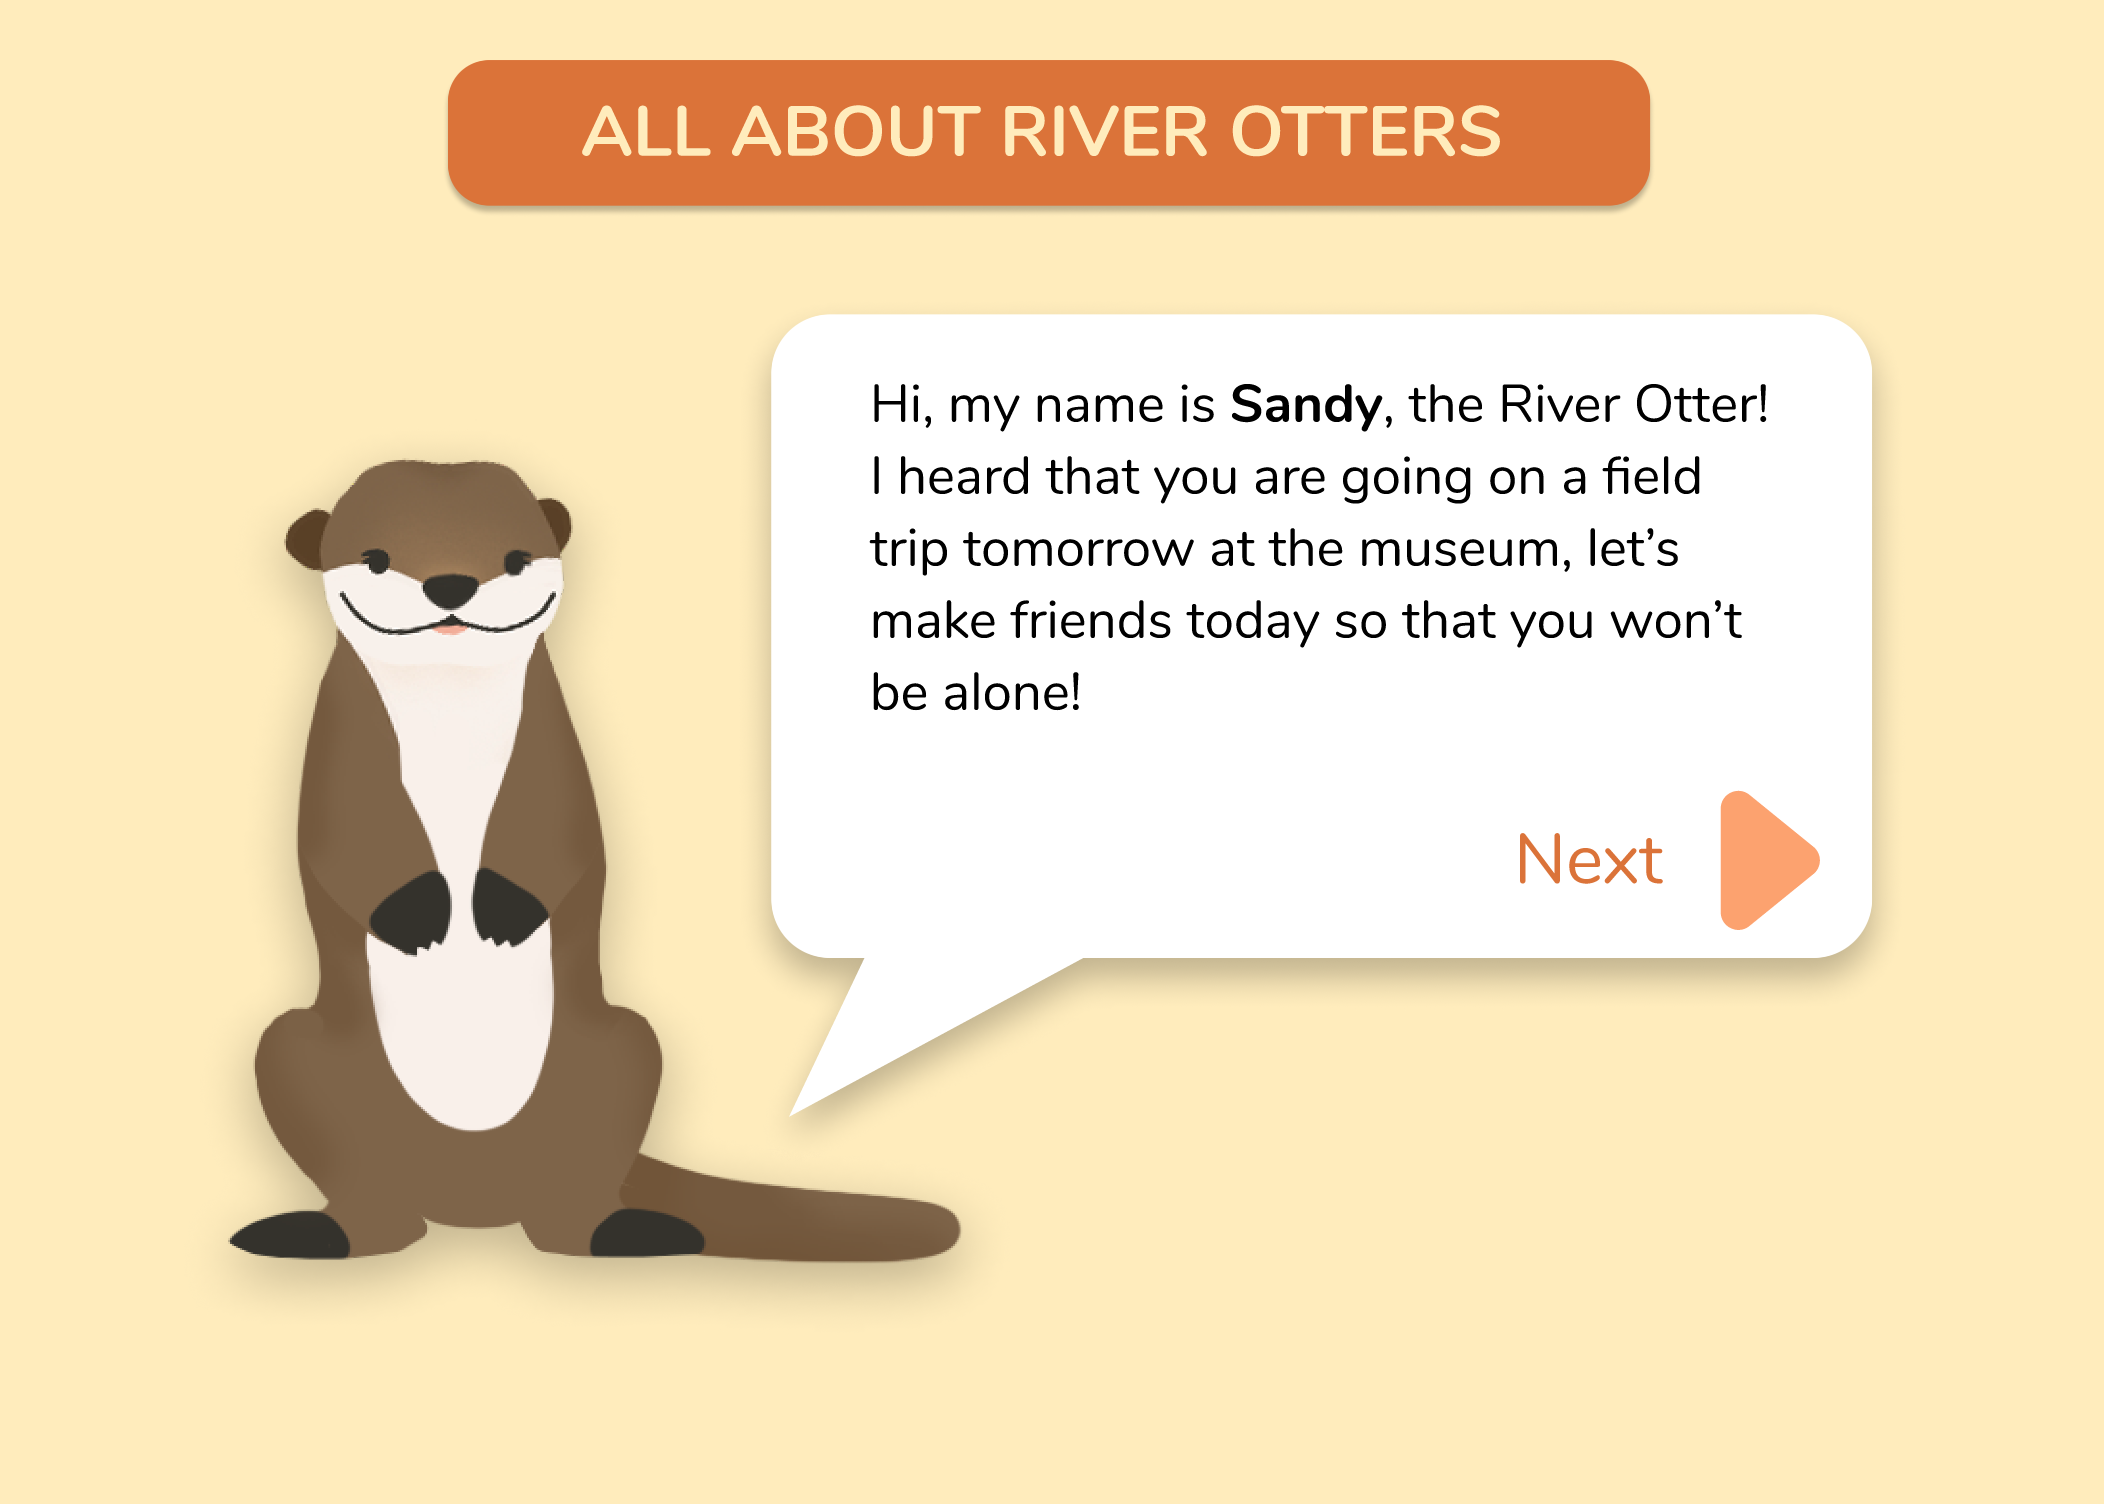 ALL ABOUT RIVER OTTERS
Hi, my name is Sandy, the River Otter!
I heard that you are going on a field
trip tomorrow at the museum, let’s
make friends today so that you won’t
be alone!
Next